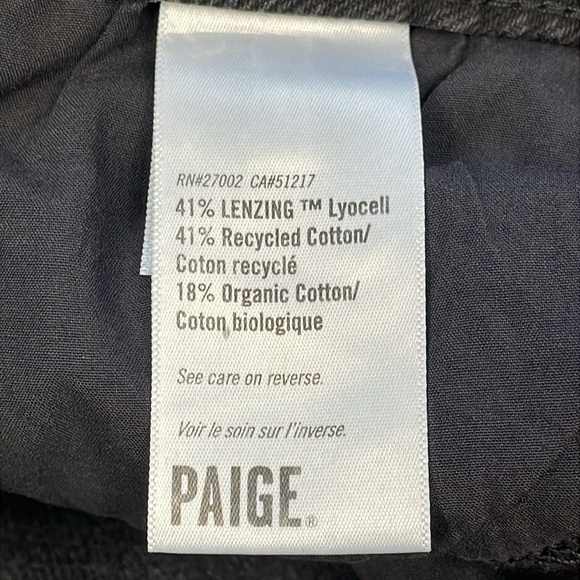 RN#27002 CA#51217
41% LENZING ™ Lyocell
41% Recycled Cotton/
Coton recyclé
18% Organic Cotton/
Coton biologique
See care on reverse.
Voir le soin sur l'inverse.
PAIGE®